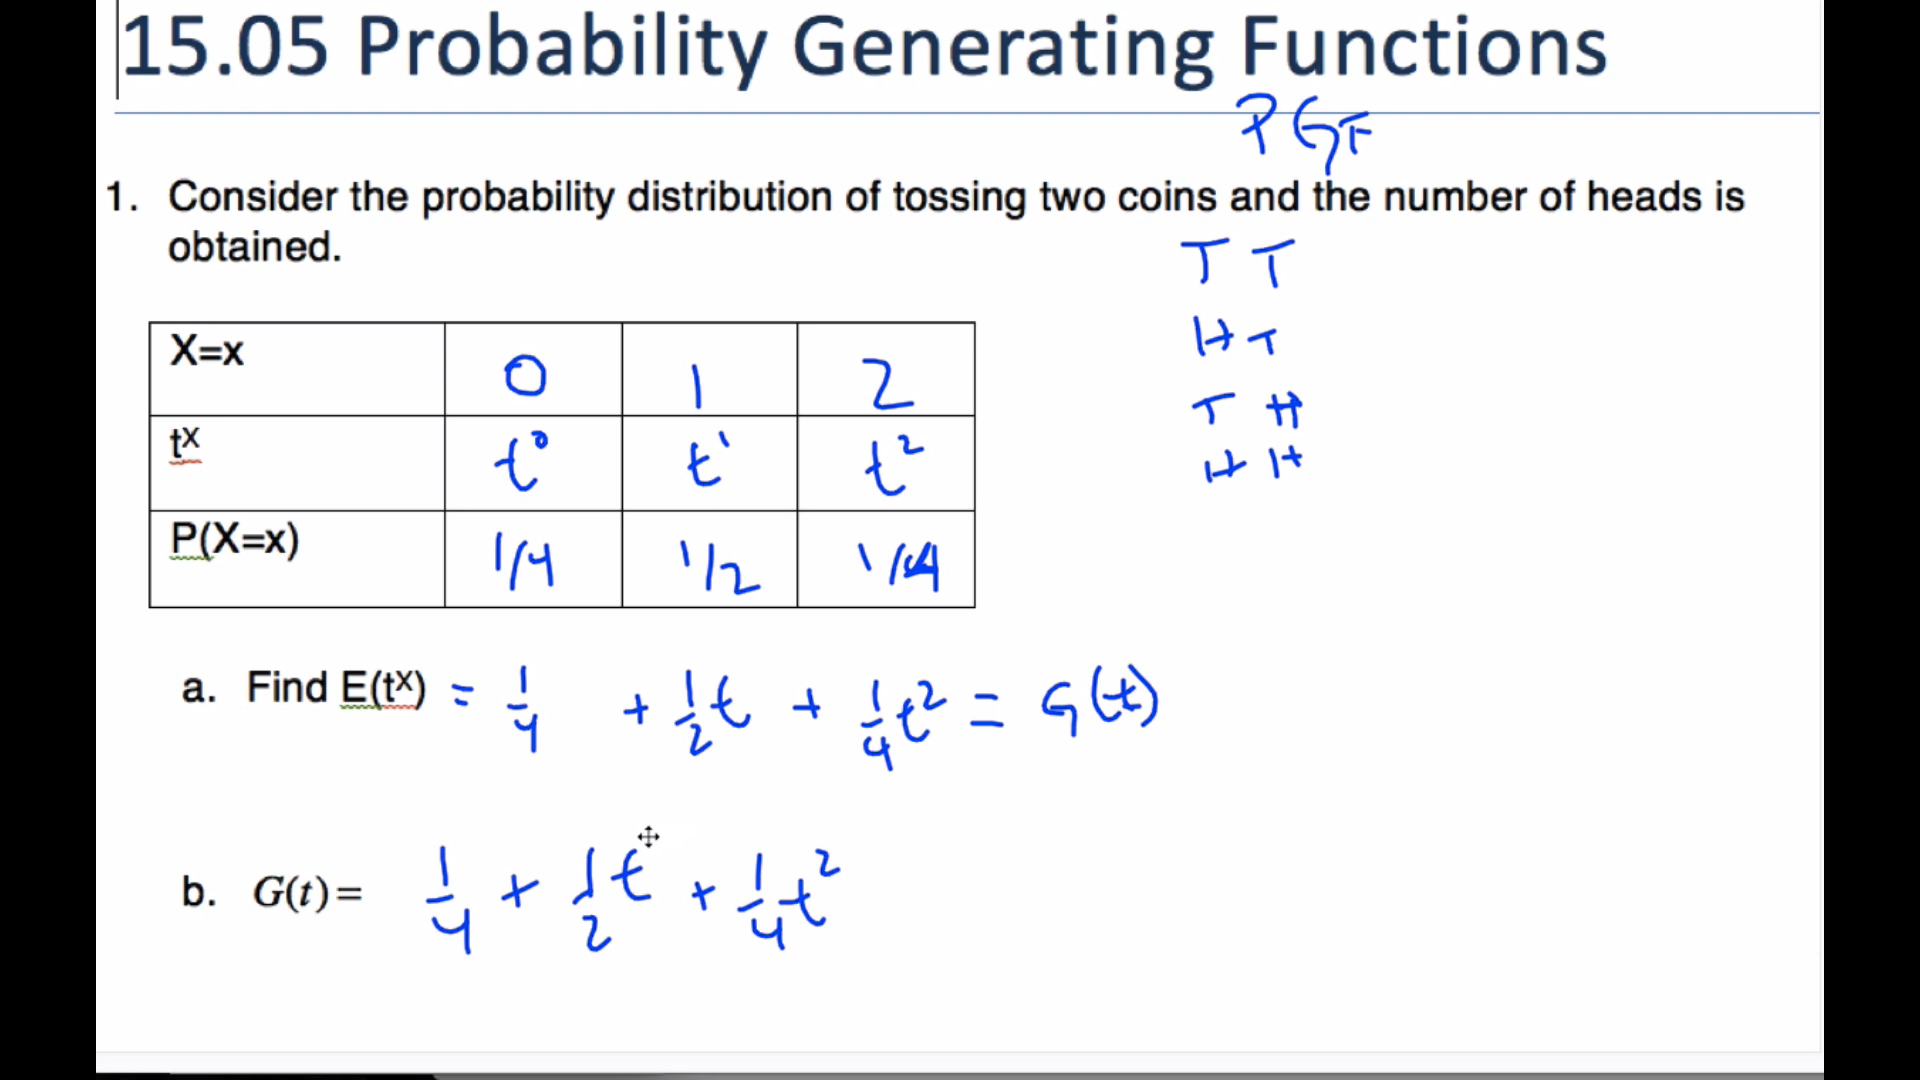 15.05 Probability Generating Functions
PGF
1. Consider the probability distribution of tossing two coins and the number of heads is
obtained.
T T
H T
T H
H H
X=x 0 1 2
t^X t^0 t^1 t^2
P(X=x) 1/4 1/2 1/4
a. Find E(t^X) = 1/4 + 1/2 t + 1/4 t^2 = G(t)
b. G(t) = 1/4 + 1/2 t + 1/4 t^2